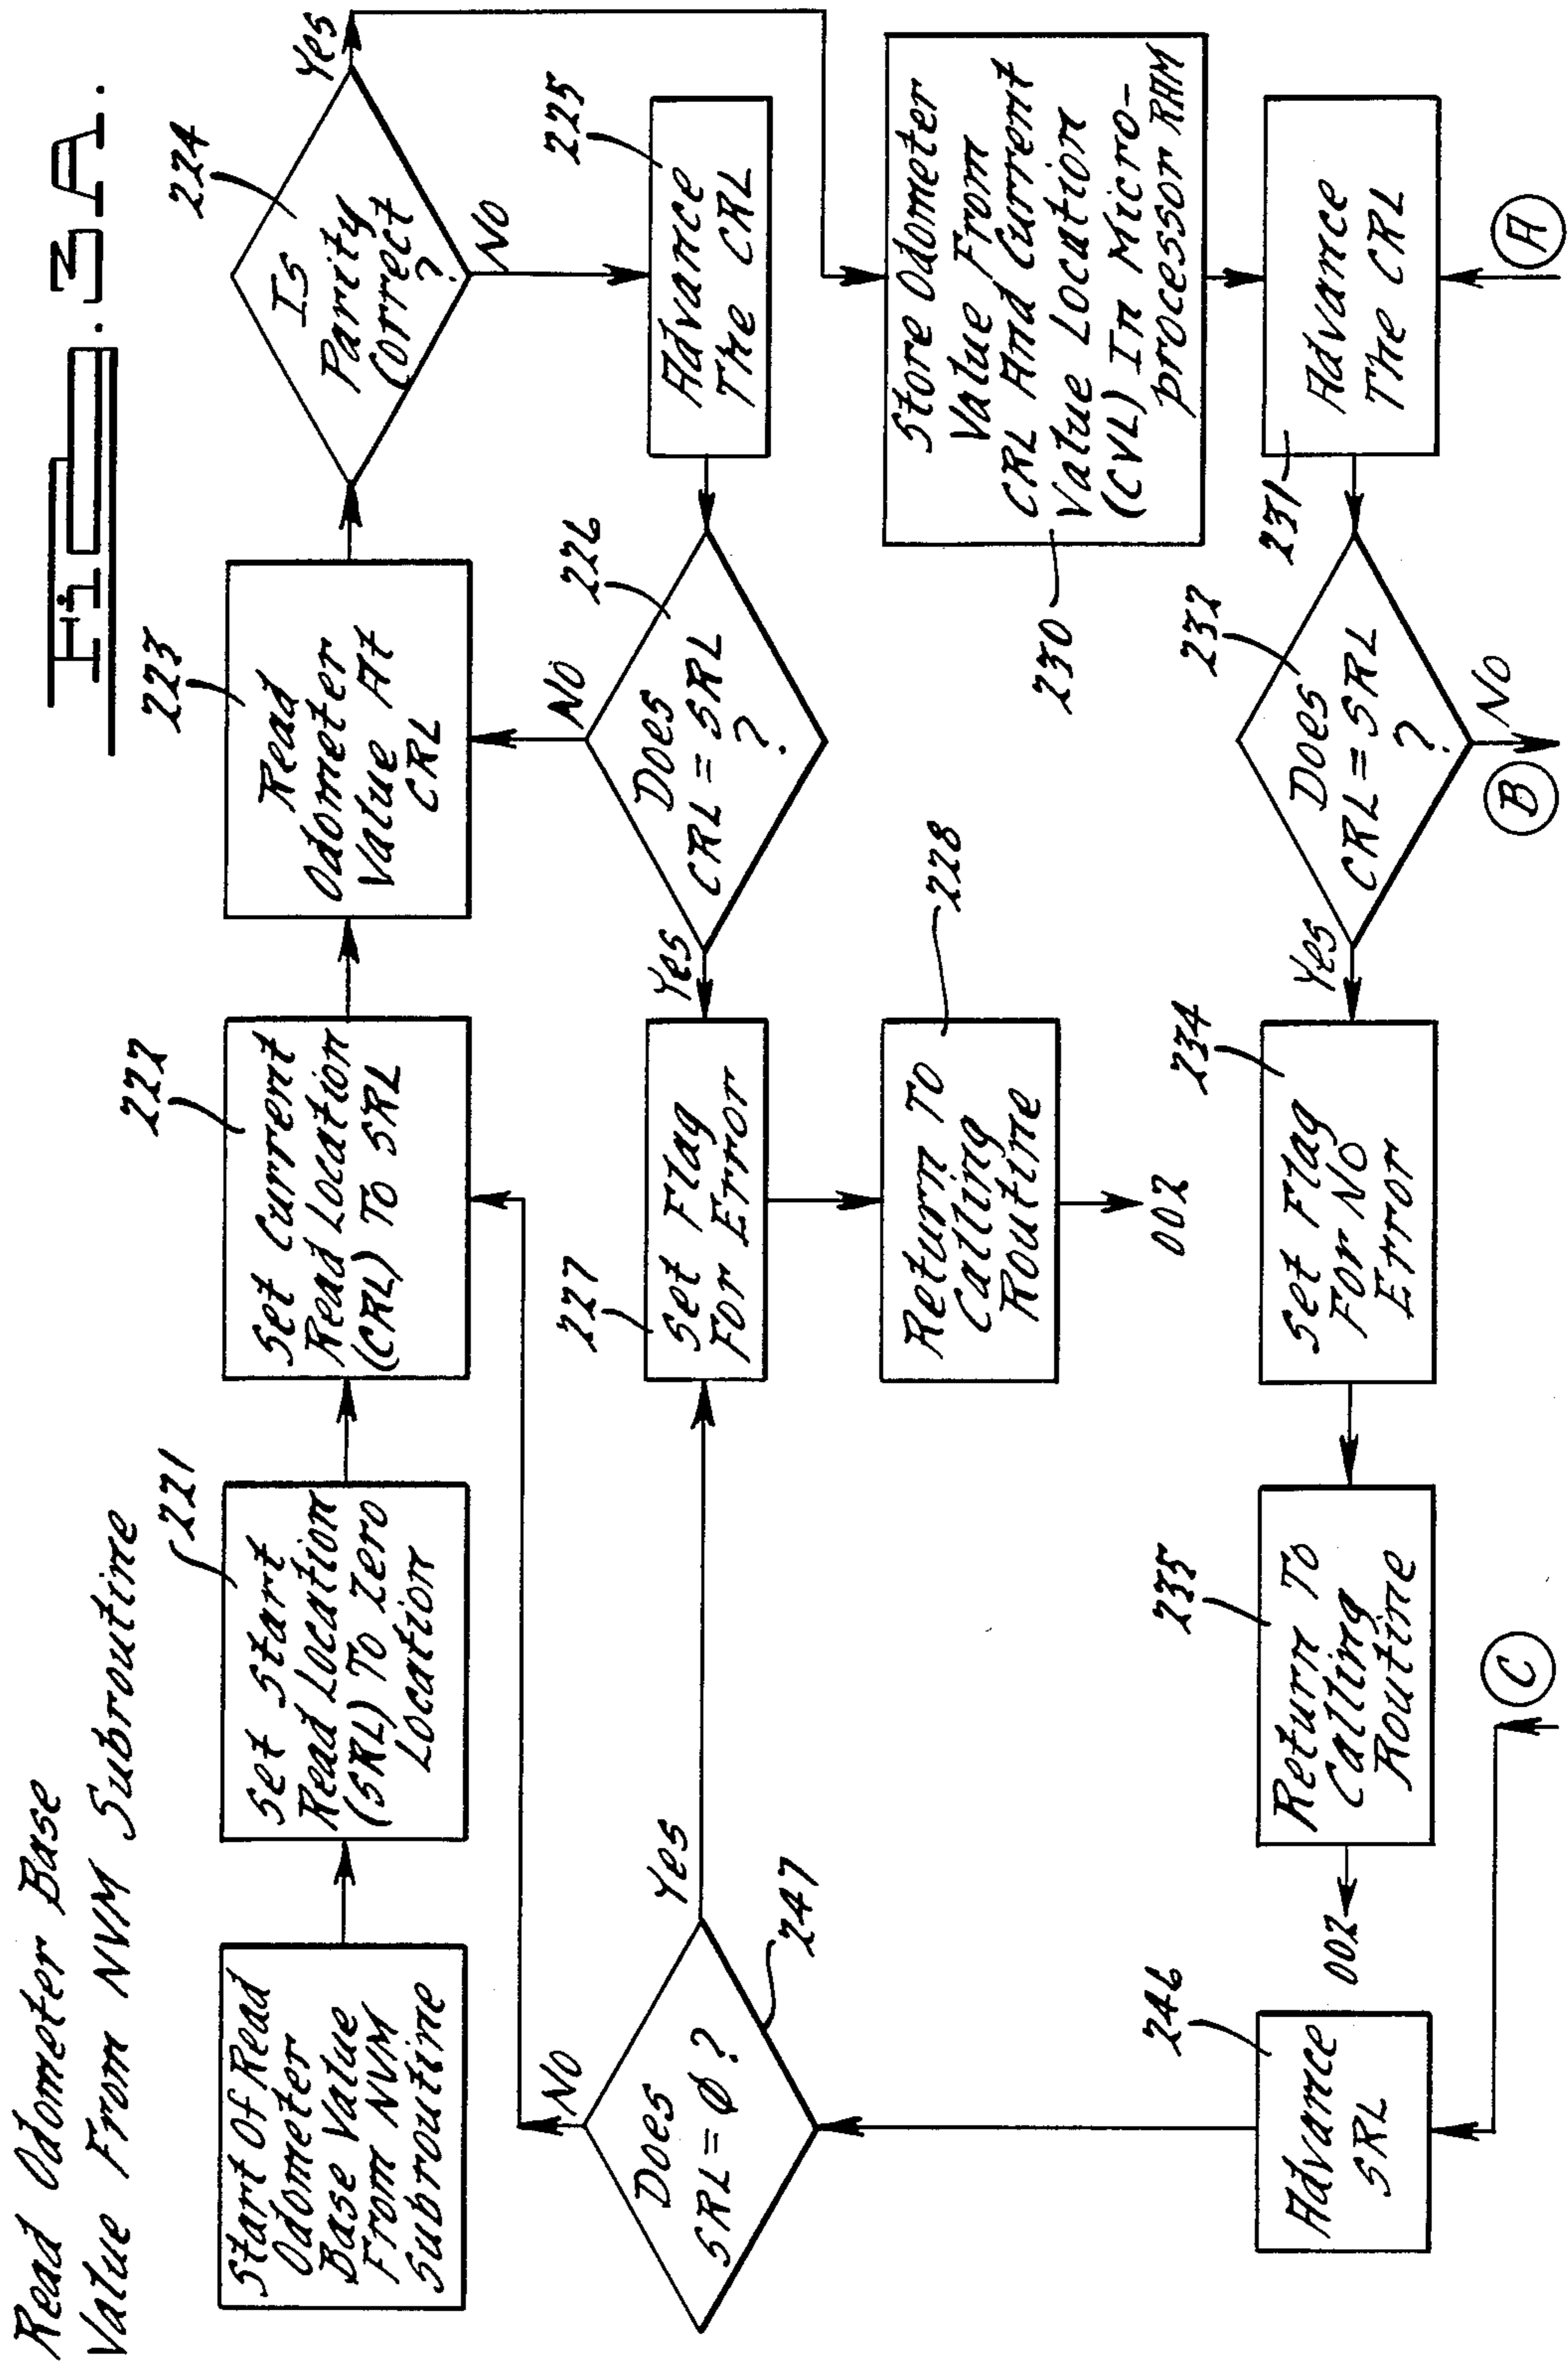 Read Odometer Base
Value From NVM Subroutine
Fig. 3A.
Start Of Read
Odometer
Base Value
From NVM
Subroutine
221
Set Start
Read Location
(SRL) To Zero
Location
222
Set Current
Read Location
(CRL) To SRL
223
Read
Odometer
Value At
CRL
224
Is
Parity
Correct
?
Yes
No
225
Advance
The CRL
226
Does
CRL = SRL
?
No
Yes
227
Set Flag
For Error
228
Return To
Calling
Routine
002
Does
SRL = Ø ?
247
No
Yes
230
Store Odometer
Value From
CRL And Current
Value Location
(CVL) In Micro-
processor RAM
231
Advance
The CRL
A
232
Does
CRL = SRL
?
Yes
No
B
234
Set Flag
For No
Error
235
Return To
Calling
Routine
002
246
Advance
SRL
C